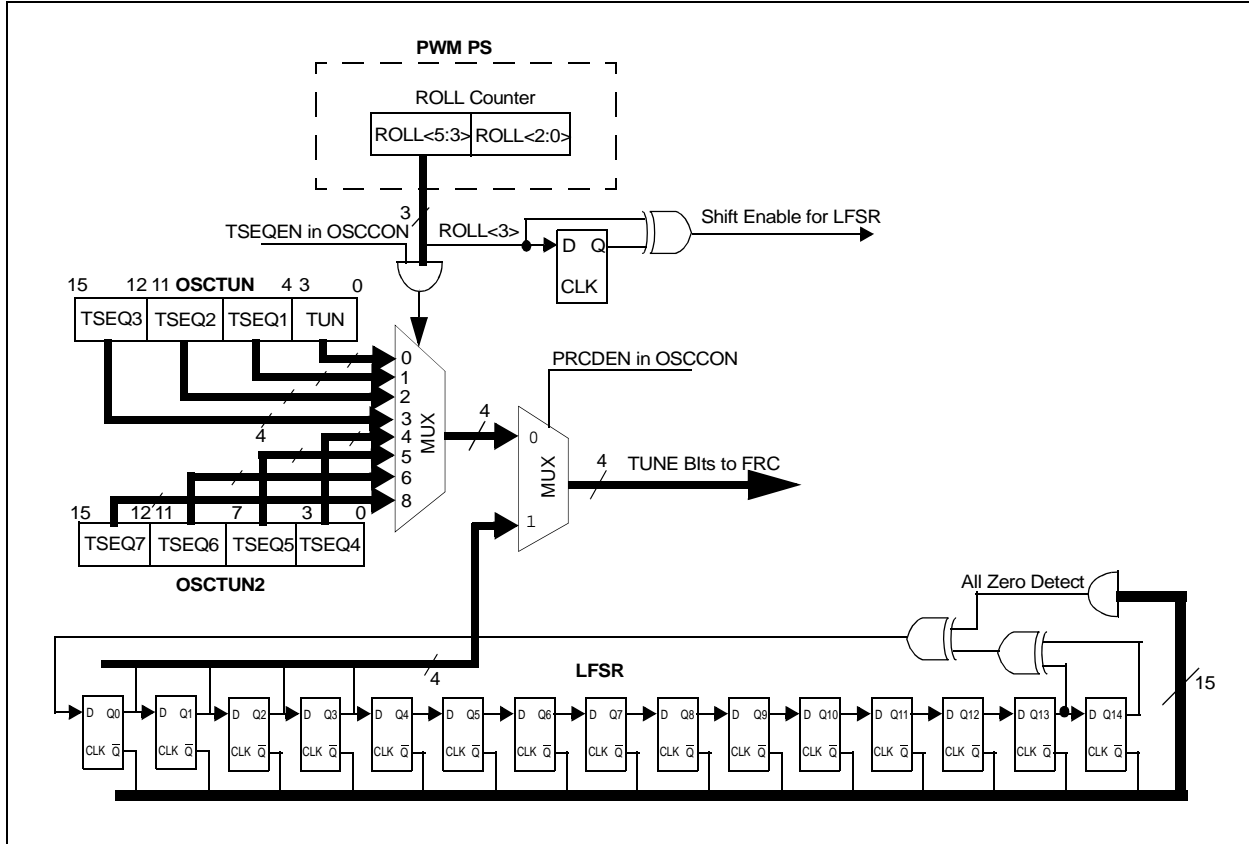 PWM PS
ROLL Counter
ROLL<5:3> ROLL<2:0>
3
TSEQEN in OSCCON
ROLL<3>
Shift Enable for LFSR
D Q
CLK
15 12 11 OSCTUN 4 3 0
TSEQ3 TSEQ2 TSEQ1 TUN
0
1
2
3
4
5
6
8
MUX
4
4
PRCDEN in OSCCON
0
MUX
1
4
TUNE BIts to FRC
15 12 11 7 3 0
TSEQ7 TSEQ6 TSEQ5 TSEQ4
OSCTUN2
All Zero Detect
4
LFSR
15
D Q0 D Q1 D Q2 D Q3 D Q4 D Q5 D Q6 D Q7 D Q8 D Q9 D Q10 D Q11 D Q12 D Q13 D Q14
CLK Q̅ CLK Q̅ CLK Q̅ CLK Q̅ CLK Q̅ CLK Q̅ CLK Q̅ CLK Q̅ CLK Q̅ CLK Q̅ CLK Q̅ CLK Q̅ CLK Q̅ CLK Q̅ CLK Q̅